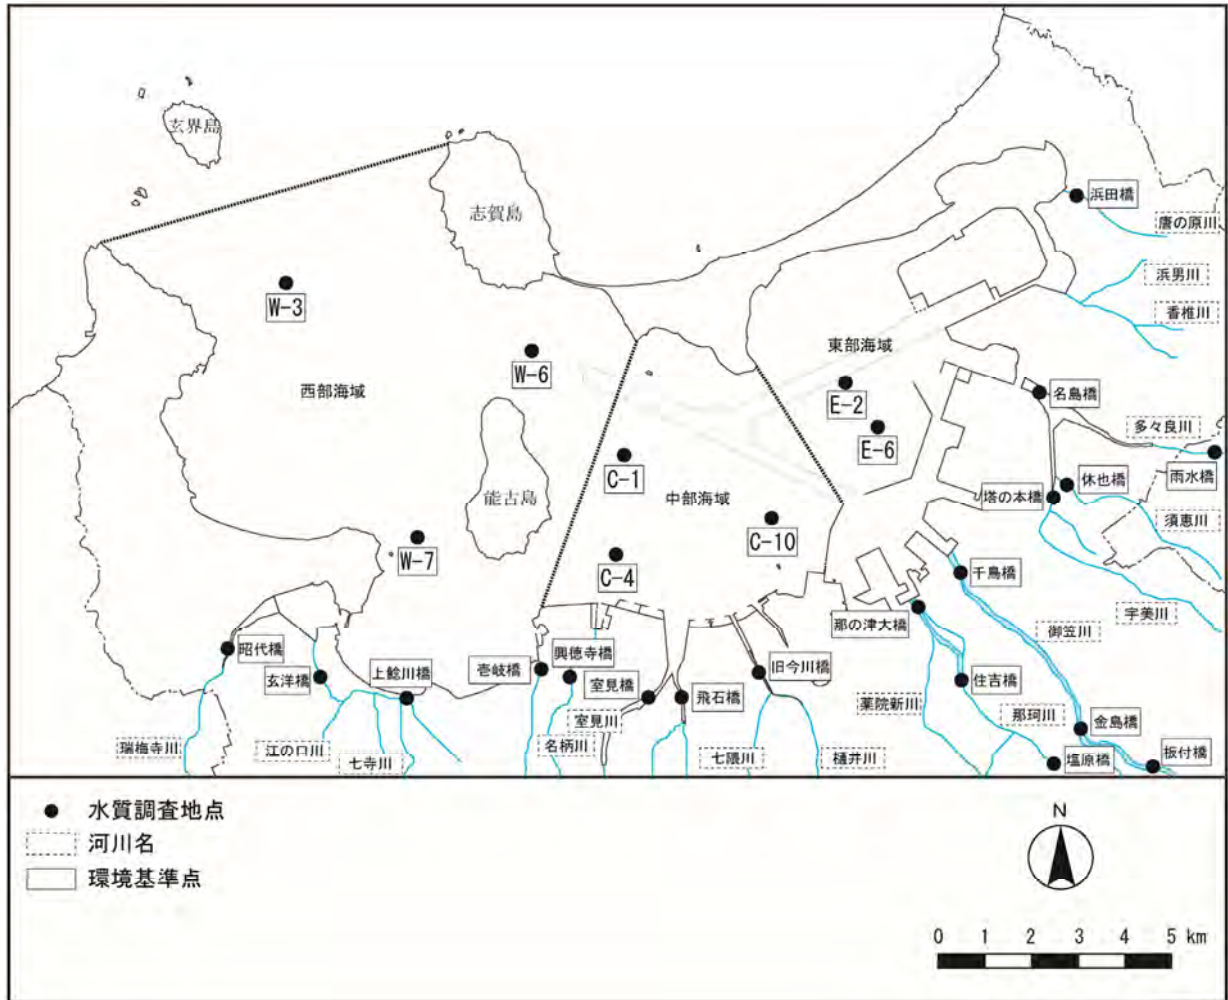 玄界島
志賀島
浜田橋
唐の原川
浜男川
香椎川
W-3
W-6
東部海域
西部海域
E-2
名島橋
E-6
多々良川
C-1
中部海域
能古島
休也橋
雨水橋
塔の本橋
須恵川
C-10
W-7
C-4
千鳥橋
那の津大橋
御笠川
宇美川
昭代橋
興徳寺橋
壱岐橋
玄洋橋
上鯰川橋
室見橋
旧今川橋
住吉橋
飛石橋
薬院新川
那珂川
室見川
金島橋
瑞梅寺川
江の口川
名柄川
七寺川
七隈川
樋井川
塩原橋
板付橋
水質調査地点
河川名
環境基準点
N
0 1 2 3 4 5 km